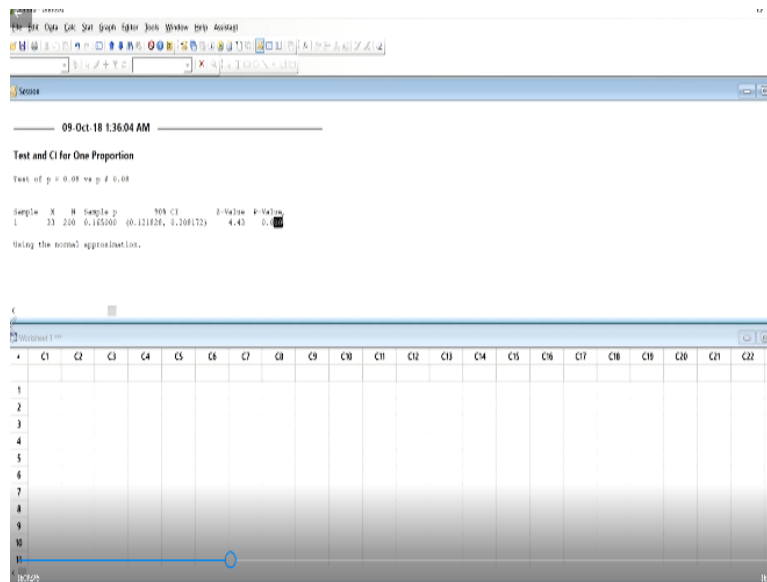 File Edit Data Calc Stat Graph Editor Tools Window Help Assistant
Session
09-Oct-18 1:36:04 AM
Test and CI for One Proportion
Test of p = 0.08 vs p ≠ 0.08
Sample X N Sample p 90% CI Z-Value P-Value
1 33 200 0.165000 (0.121828, 0.208172) 4.43
Using the normal approximation.
Worksheet 1 ***
C1 C2 C3 C4 C5 C6 C7 C8 C9 C10 C11 C12 C13 C14 C15 C16 C17 C18 C19 C20 C21 C22
1
2
3
4
5
6
7
8
9
10
11